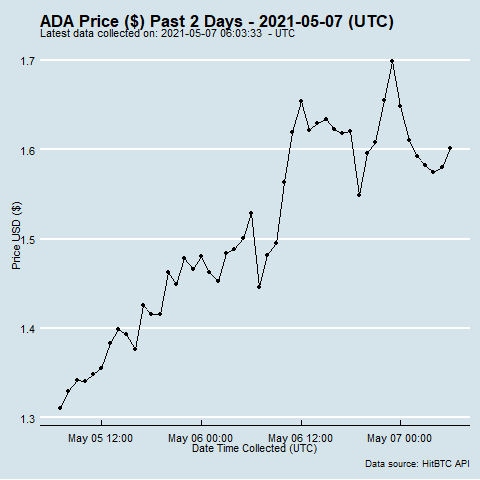 ADA Price ($) Past 2 Days - 2021-05-07 (UTC)
Latest data collected on: 2021-05-07 06:03:33 - UTC
1.7
1.6
1.5
1.4
1.3
Price USD ($)
May 05 12:00 May 06 00:00 May 06 12:00 May 07 00:00
Date Time Collected (UTC)
Data source: HitBTC API